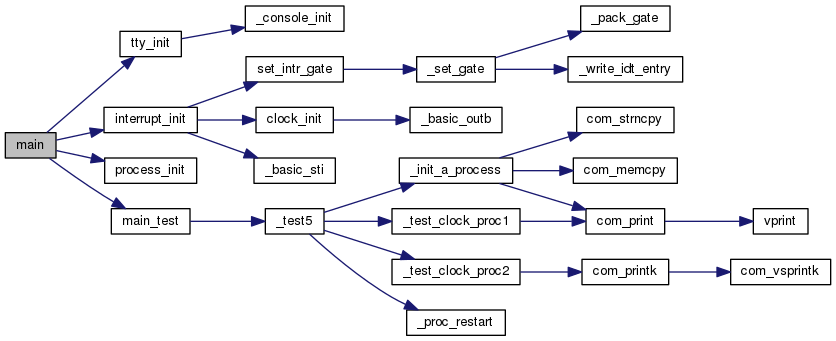 _console_init
_pack_gate
tty_init
set_intr_gate
_set_gate
_write_idt_entry
interrupt_init
clock_init
_basic_outb
com_strncpy
main
process_init
_basic_sti
_init_a_process
com_memcpy
main_test
_test5
_test_clock_proc1
com_print
vprint
_test_clock_proc2
com_printk
com_vsprintk
_proc_restart